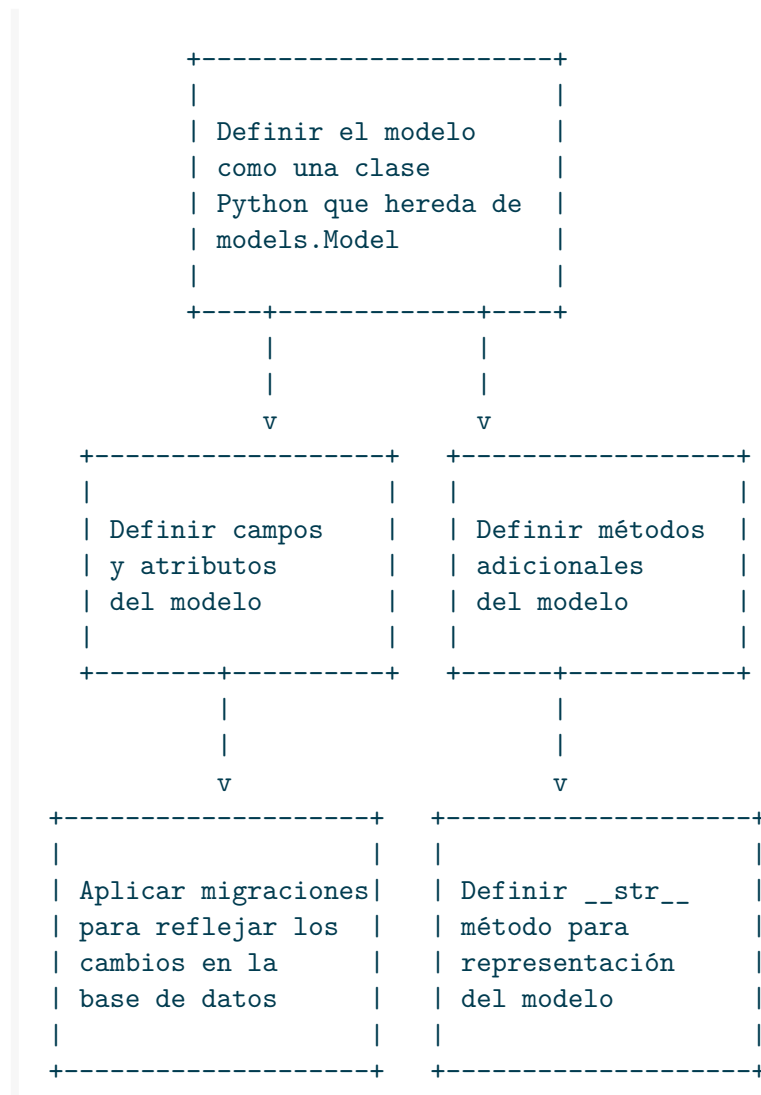 Definir el modelo
como una clase
Python que hereda de
models.Model
Definir campos
y atributos
del modelo
Definir métodos
adicionales
del modelo
Aplicar migraciones
para reflejar los
cambios en la
base de datos
Definir __str__
método para
representación
del modelo